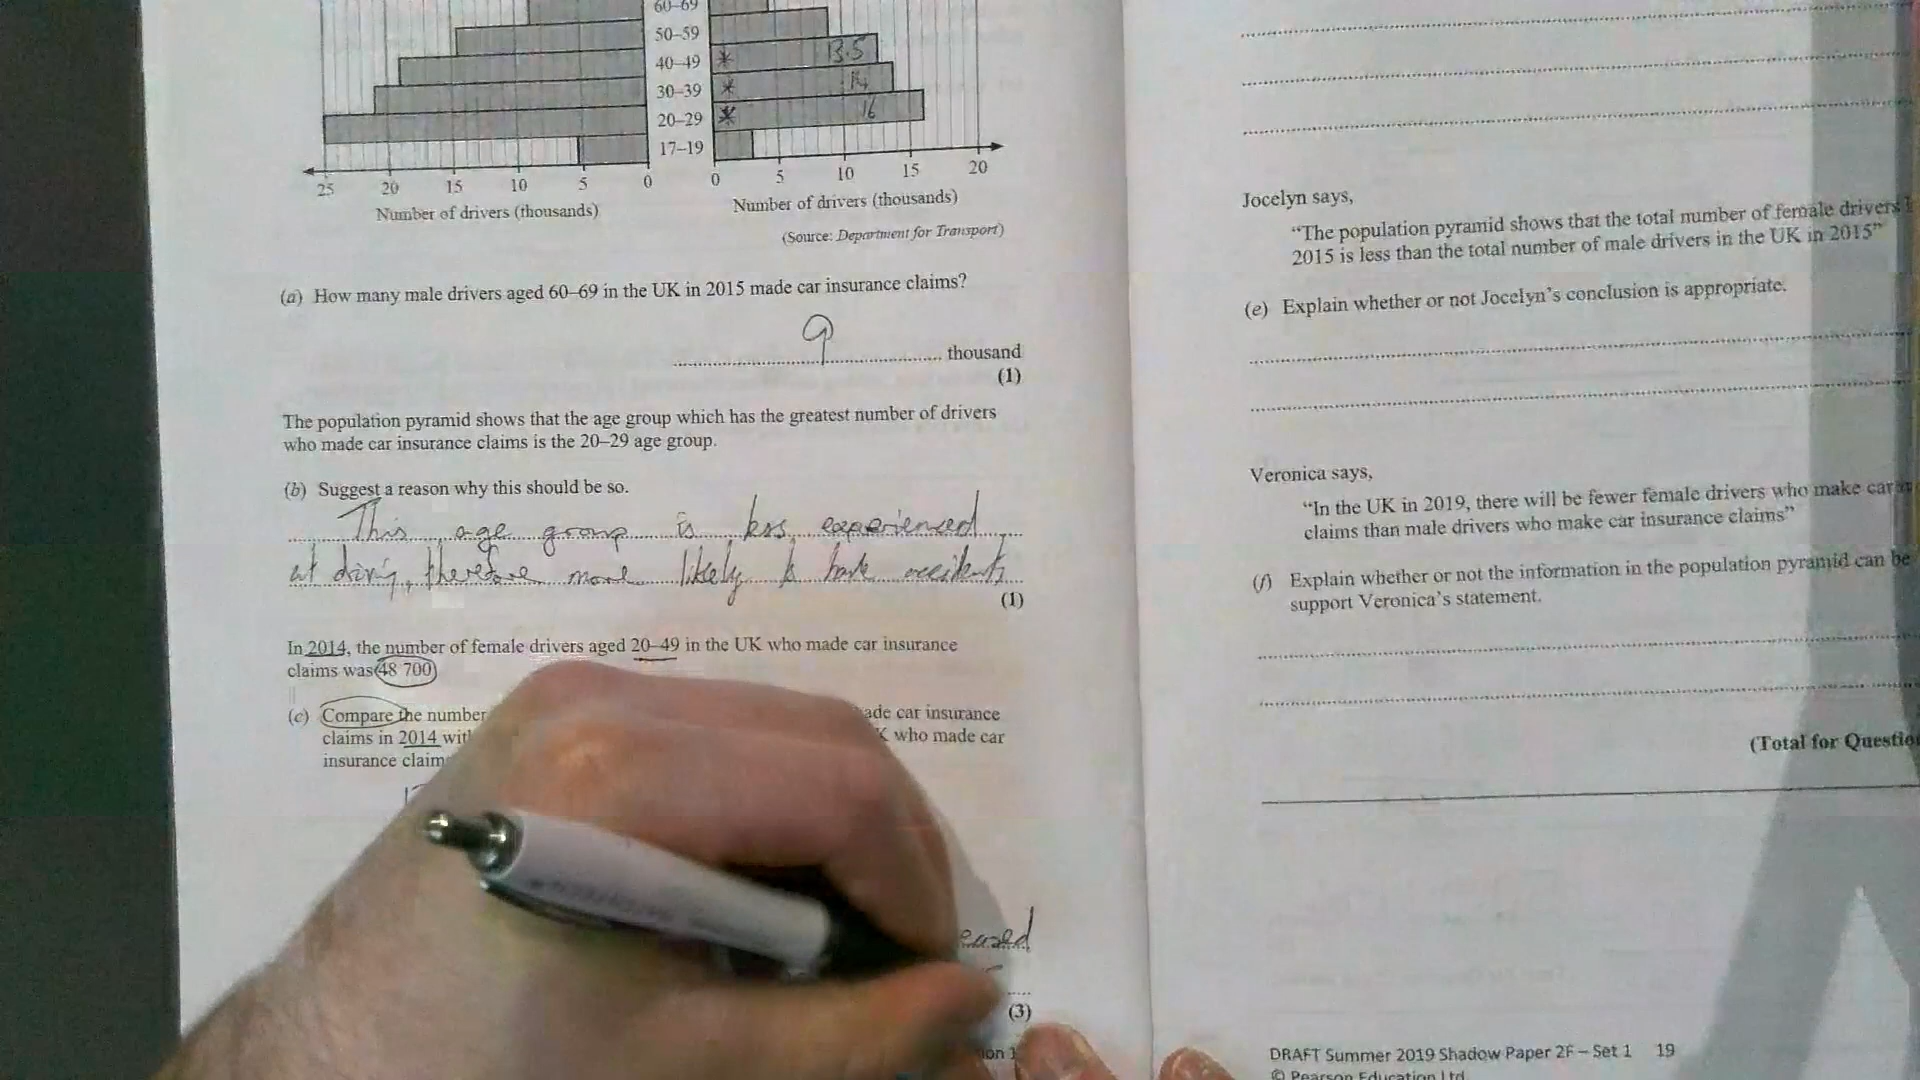 60–69
50–59
40–49 * 13.5
30–39 * 14
20–29 * 16
17–19
25 20 15 10 5 0 0 5 10 15 20
Number of drivers (thousands) Number of drivers (thousands)
(Source: Department for Transport)
(a) How many male drivers aged 60–69 in the UK in 2015 made car insurance claims?
9
thousand
(1)
The population pyramid shows that the age group which has the greatest number of drivers
who made car insurance claims is the 20–29 age group.
(b) Suggest a reason why this should be so.
This age group is less experienced
at driving, therefore more likely to have accidents
(1)
In 2014, the number of female drivers aged 20–49 in the UK who made car insurance
claims was 48 700
(c) Compare the number ade car insurance
claims in 2014 who made car
insurance claim
eased
(3)
Jocelyn says,
“The population pyramid shows that the total number of female drivers
2015 is less than the total number of male drivers in the UK in 2015”
(e) Explain whether or not Jocelyn’s conclusion is appropriate.
Veronica says,
“In the UK in 2019, there will be fewer female drivers who make car
claims than male drivers who make car insurance claims”
(f) Explain whether or not the information in the population pyramid can be
support Veronica’s statement.
(Total for Questio
DRAFT Summer 2019 Shadow Paper 2F – Set 1 19
© Pearson Education Ltd